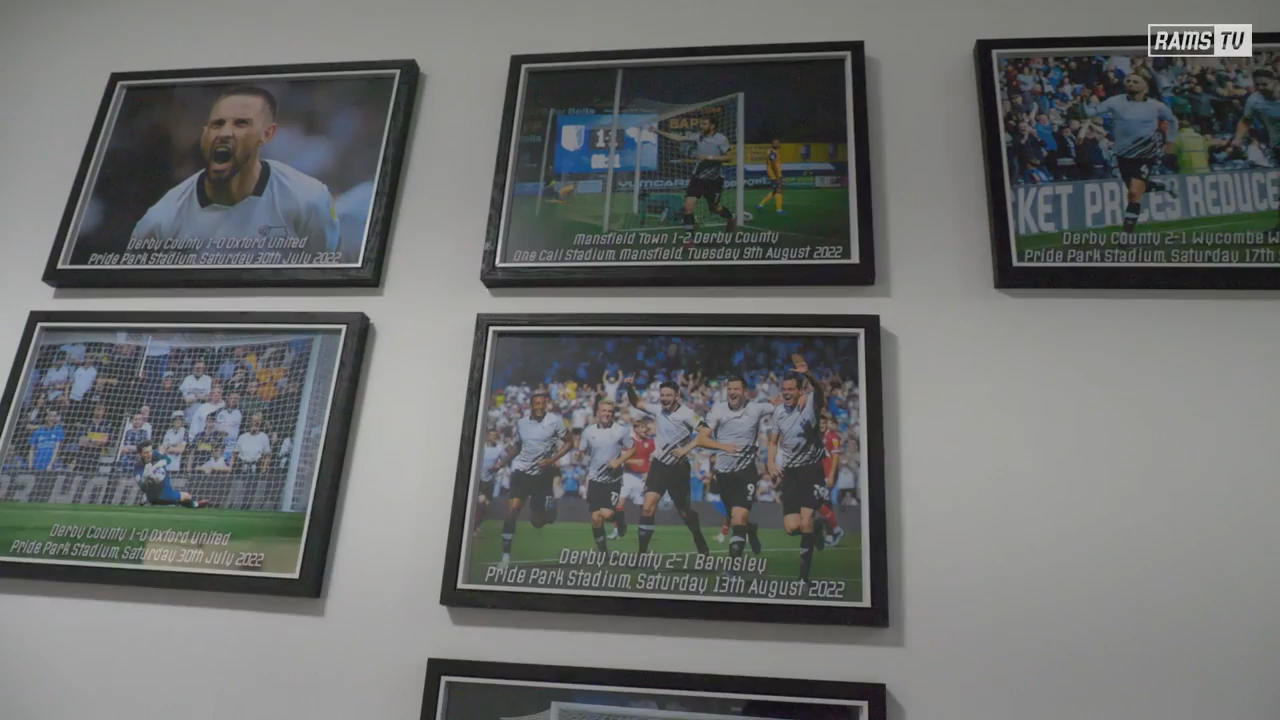 RAMS TV
Derby County 1-0 Oxford United
Pride Park Stadium, Saturday 30th July 2022
BAPP
Mansfield Town 1-2 Derby County
One Call Stadium, Mansfield, Tuesday 9th August 2022
KET PRICES REDUCE
Derby County 2-1 Wycombe W
Pride Park Stadium, Saturday 17th
Derby County 1-0 Oxford United
Pride Park Stadium, Saturday 30th July 2022
9
Derby County 2-1 Barnsley
Pride Park Stadium, Saturday 13th August 2022